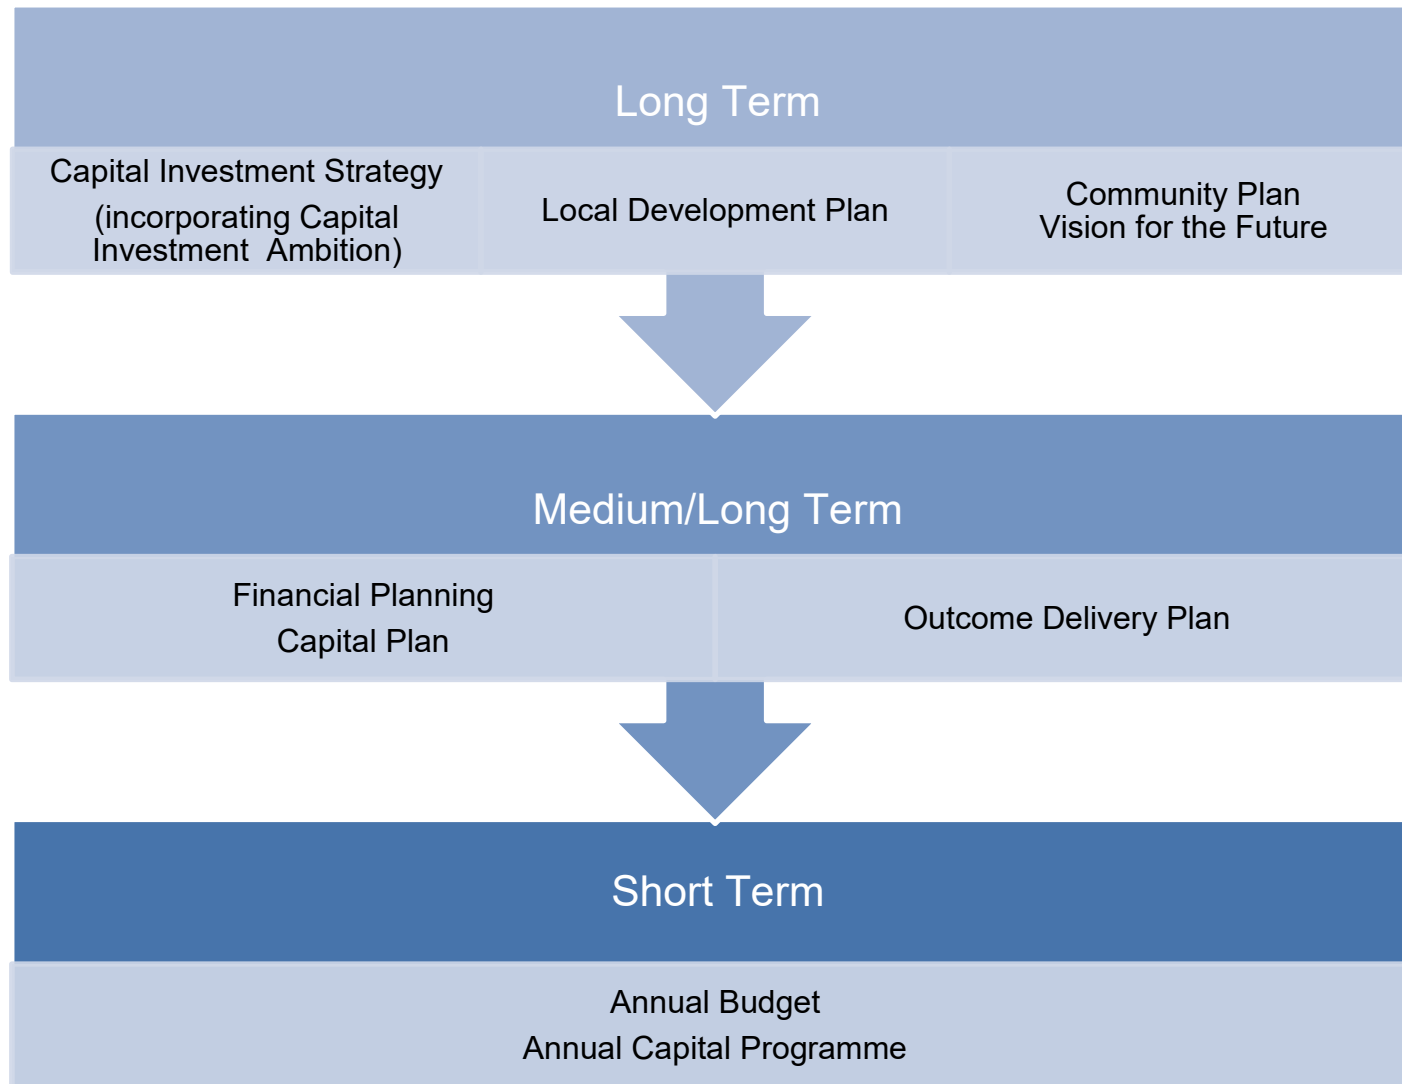 Long Term
Capital Investment Strategy
(incorporating Capital
Investment Ambition)
Local Development Plan
Community Plan
Vision for the Future
Medium/Long Term
Financial Planning
Capital Plan
Outcome Delivery Plan
Short Term
Annual Budget
Annual Capital Programme